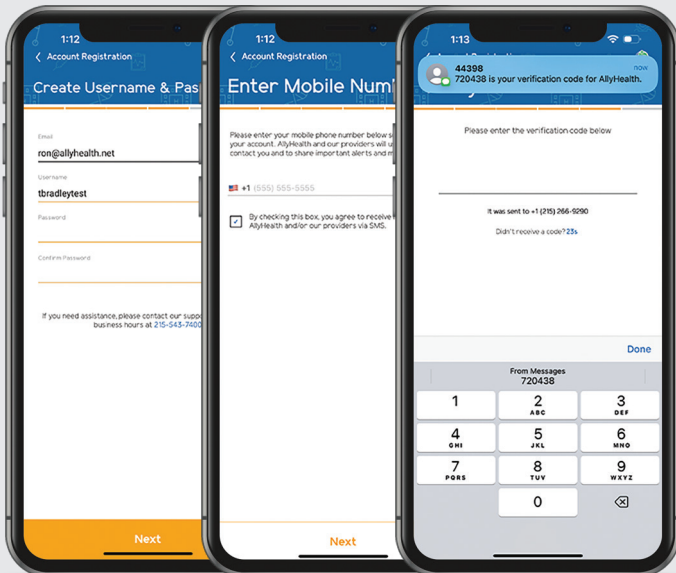 1:12
Account Registration
Create Username & Pas
Email
ron@allyhealth.net
Username
tbradleytest
Password
Confirm Password
If you need assistance, please contact our supp
business hours at 215-543-7400
Next
1:12
Account Registration
Enter Mobile Num
Please enter your mobile phone number below s
your account. AllyHealth and our providers will u
contact you and to share important alerts and m
+1 (555) 555-5555
By checking this box, you agree to receive
AllyHealth and/or our providers via SMS.
Next
1:13
44398
now
720438 is your verification code for AllyHealth.
Please enter the verification code below
It was sent to +1 (215) 266-9290
Didn't receive a code? 23s
Done
From Messages
720438
1
2
ABC
3
DEF
4
GHI
5
JKL
6
MNO
7
PQRS
8
TUV
9
WXYZ
0